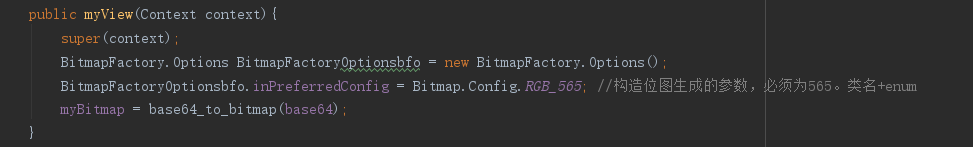 public myView(Context context){
super(context);
BitmapFactory.Options BitmapFactoryOptionsbfo = new BitmapFactory.Options();
BitmapFactoryOptionsbfo.inPreferredConfig = Bitmap.Config.RGB_565; //构造位图生成的参数，必须为565。类名+enum
myBitmap = base64_to_bitmap(base64);
}